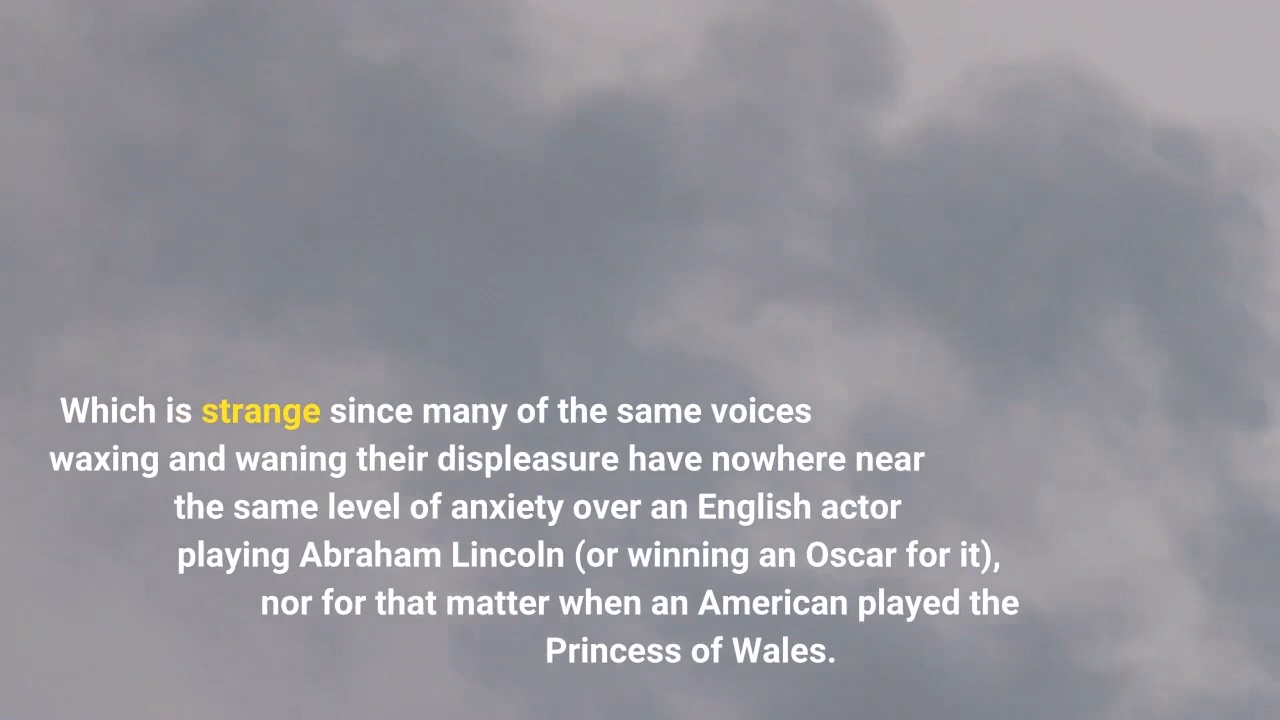 Which is strange since many of the same voices
waxing and waning their displeasure have nowhere near
the same level of anxiety over an English actor
playing Abraham Lincoln (or winning an Oscar for it),
nor for that matter when an American played the
Princess of Wales.